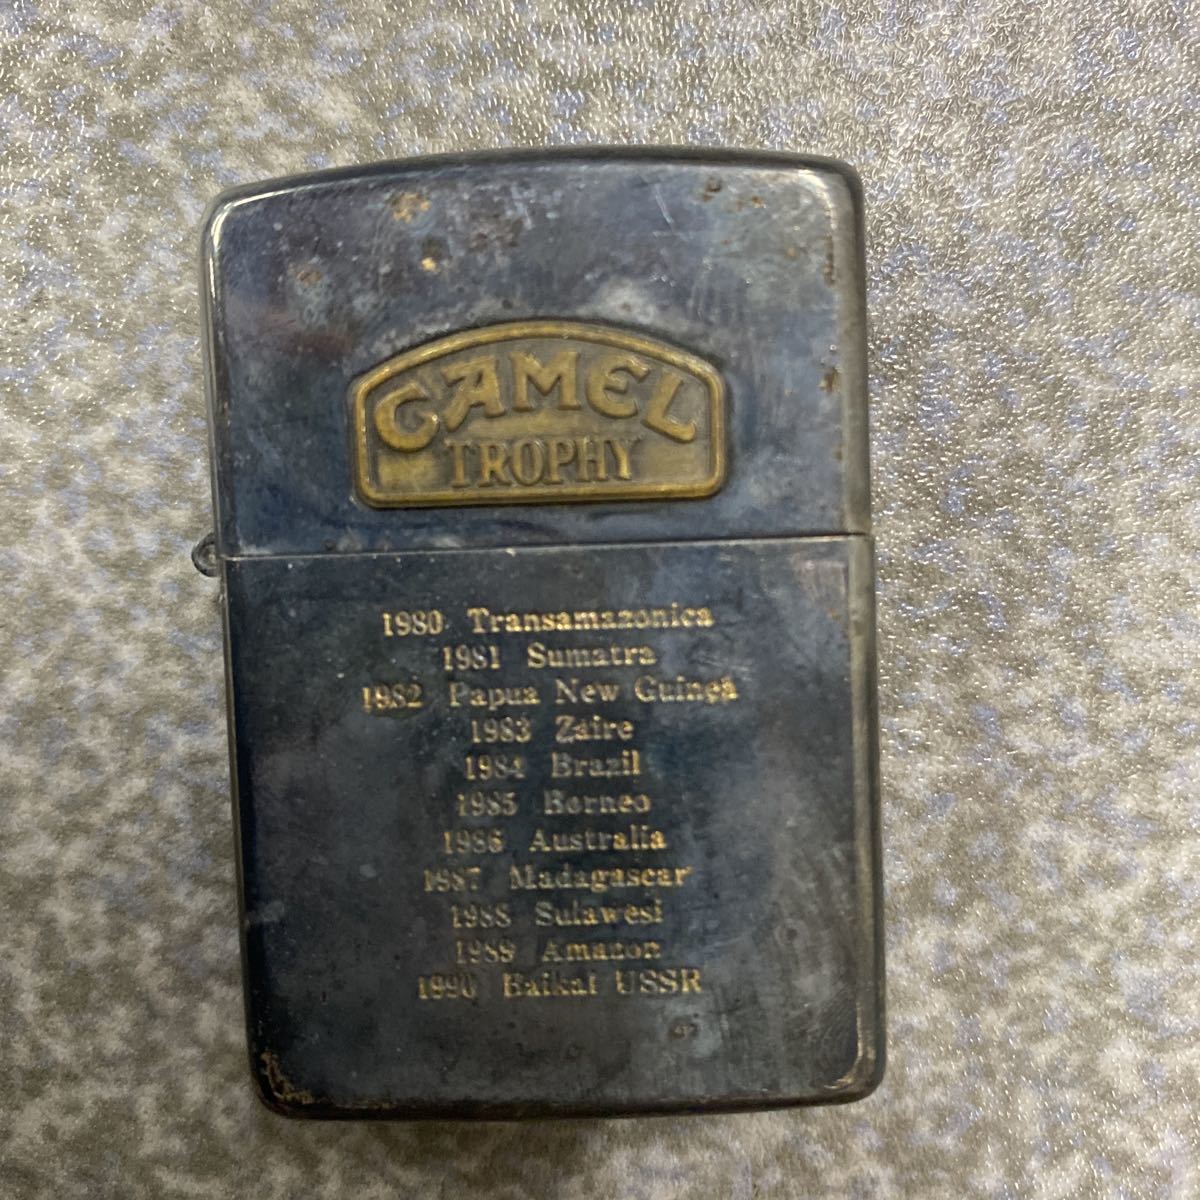 CAMEL
TROPHY
1980 Transamazonica
1981 Sumatra
1982 Papua New Guinea
1983 Zaire
1984 Brazil
1985 Borneo
1986 Australia
1987 Madagascar
1988 Sulawesi
1989 Amazon
1990 Baikal USSR